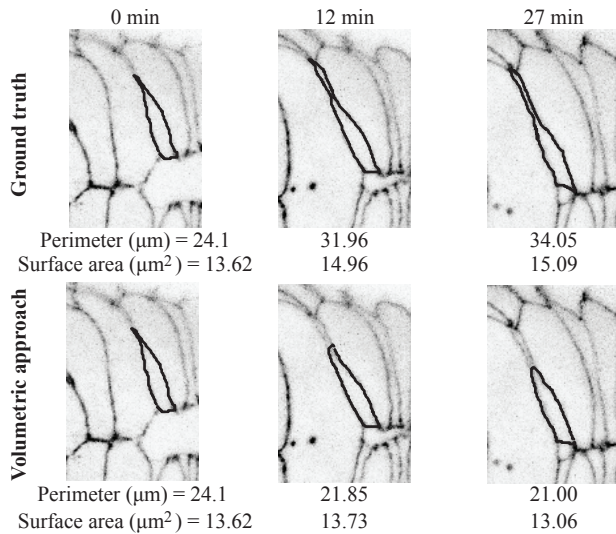 0 min 12 min 27 min
Ground truth
Perimeter (μm) = 24.1 31.96 34.05
Surface area (μm²) = 13.62 14.96 15.09
Volumetric approach
Perimeter (μm) = 24.1 21.85 21.00
Surface area (μm²) = 13.62 13.73 13.06